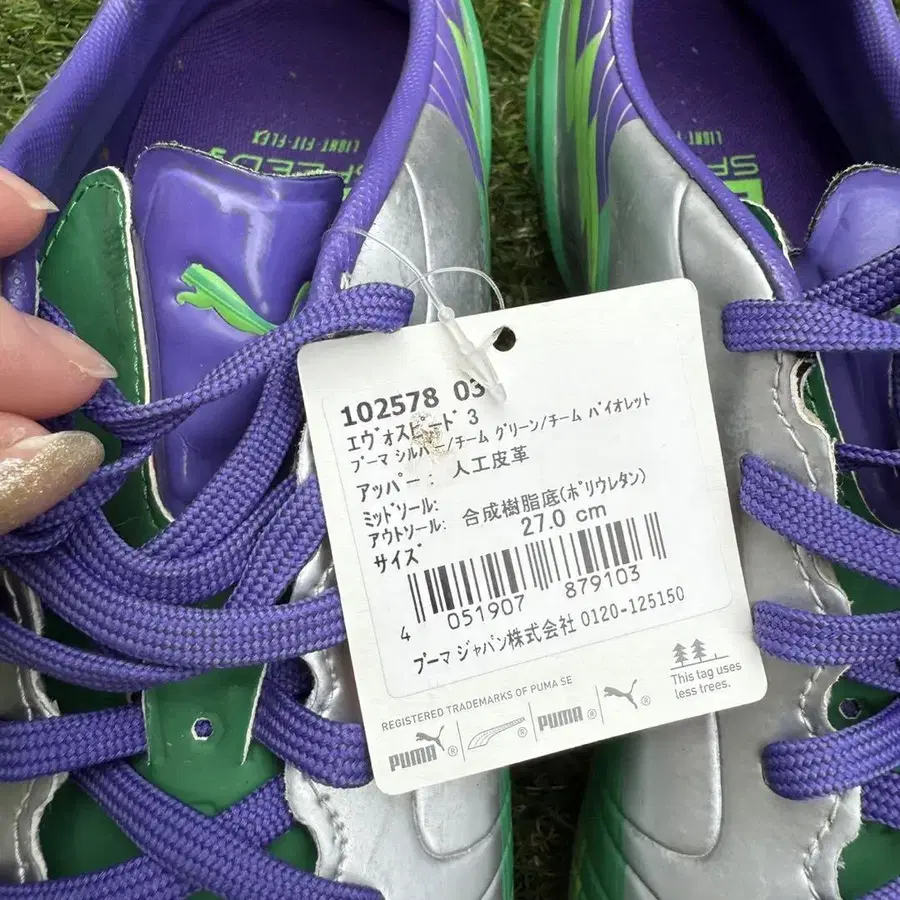 SPEED
LIGHT·FIT·FLEX
LIGHT·FIT·FLEX
102578 03
エヴォスピード 3
プーマ シルバー/チーム グリーン/チーム バイオレット
アッパー: 人工皮革
ミッドソール:
アウトソール: 合成樹脂底(ポリウレタン)
サイズ 27.0 cm
4 051907 879103
プーマ ジャパン株式会社 0120-125150
This tag uses
less trees.
REGISTERED TRADEMARKS OF PUMA SE
PUMA® ® PUMA® ®